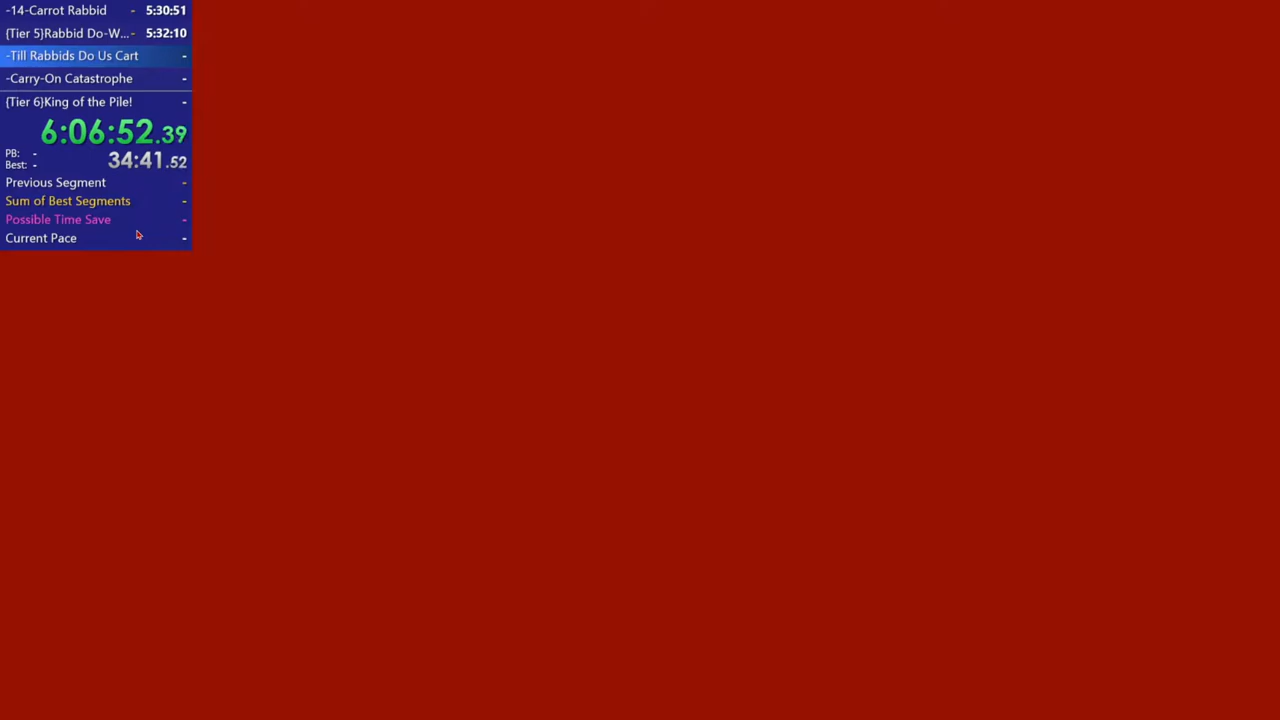 -14-Carrot Rabbid - 5:30:51
{Tier 5}Rabbid Do-W...- 5:32:10
-Till Rabbids Do Us Cart -
-Carry-On Catastrophe -
{Tier 6}King of the Pile! -
6:06:52.39
PB: -
34:41.52
Best: -
Previous Segment -
Sum of Best Segments -
Possible Time Save -
Current Pace -